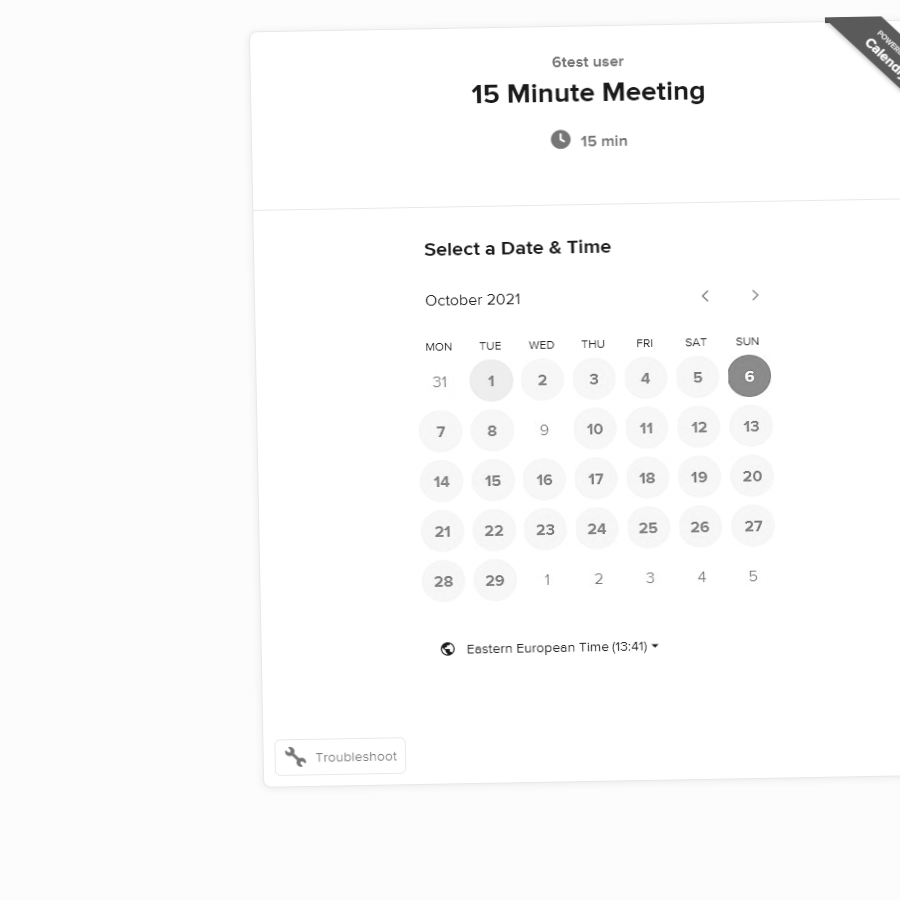 POWERED
Calendly
6test user
15 Minute Meeting
15 min
Select a Date & Time
October 2021
MON TUE WED THU FRI SAT SUN
31 1 2 3 4 5 6
7 8 9 10 11 12 13
14 15 16 17 18 19 20
21 22 23 24 25 26 27
28 29 1 2 3 4 5
Eastern European Time (13:41)
Troubleshoot